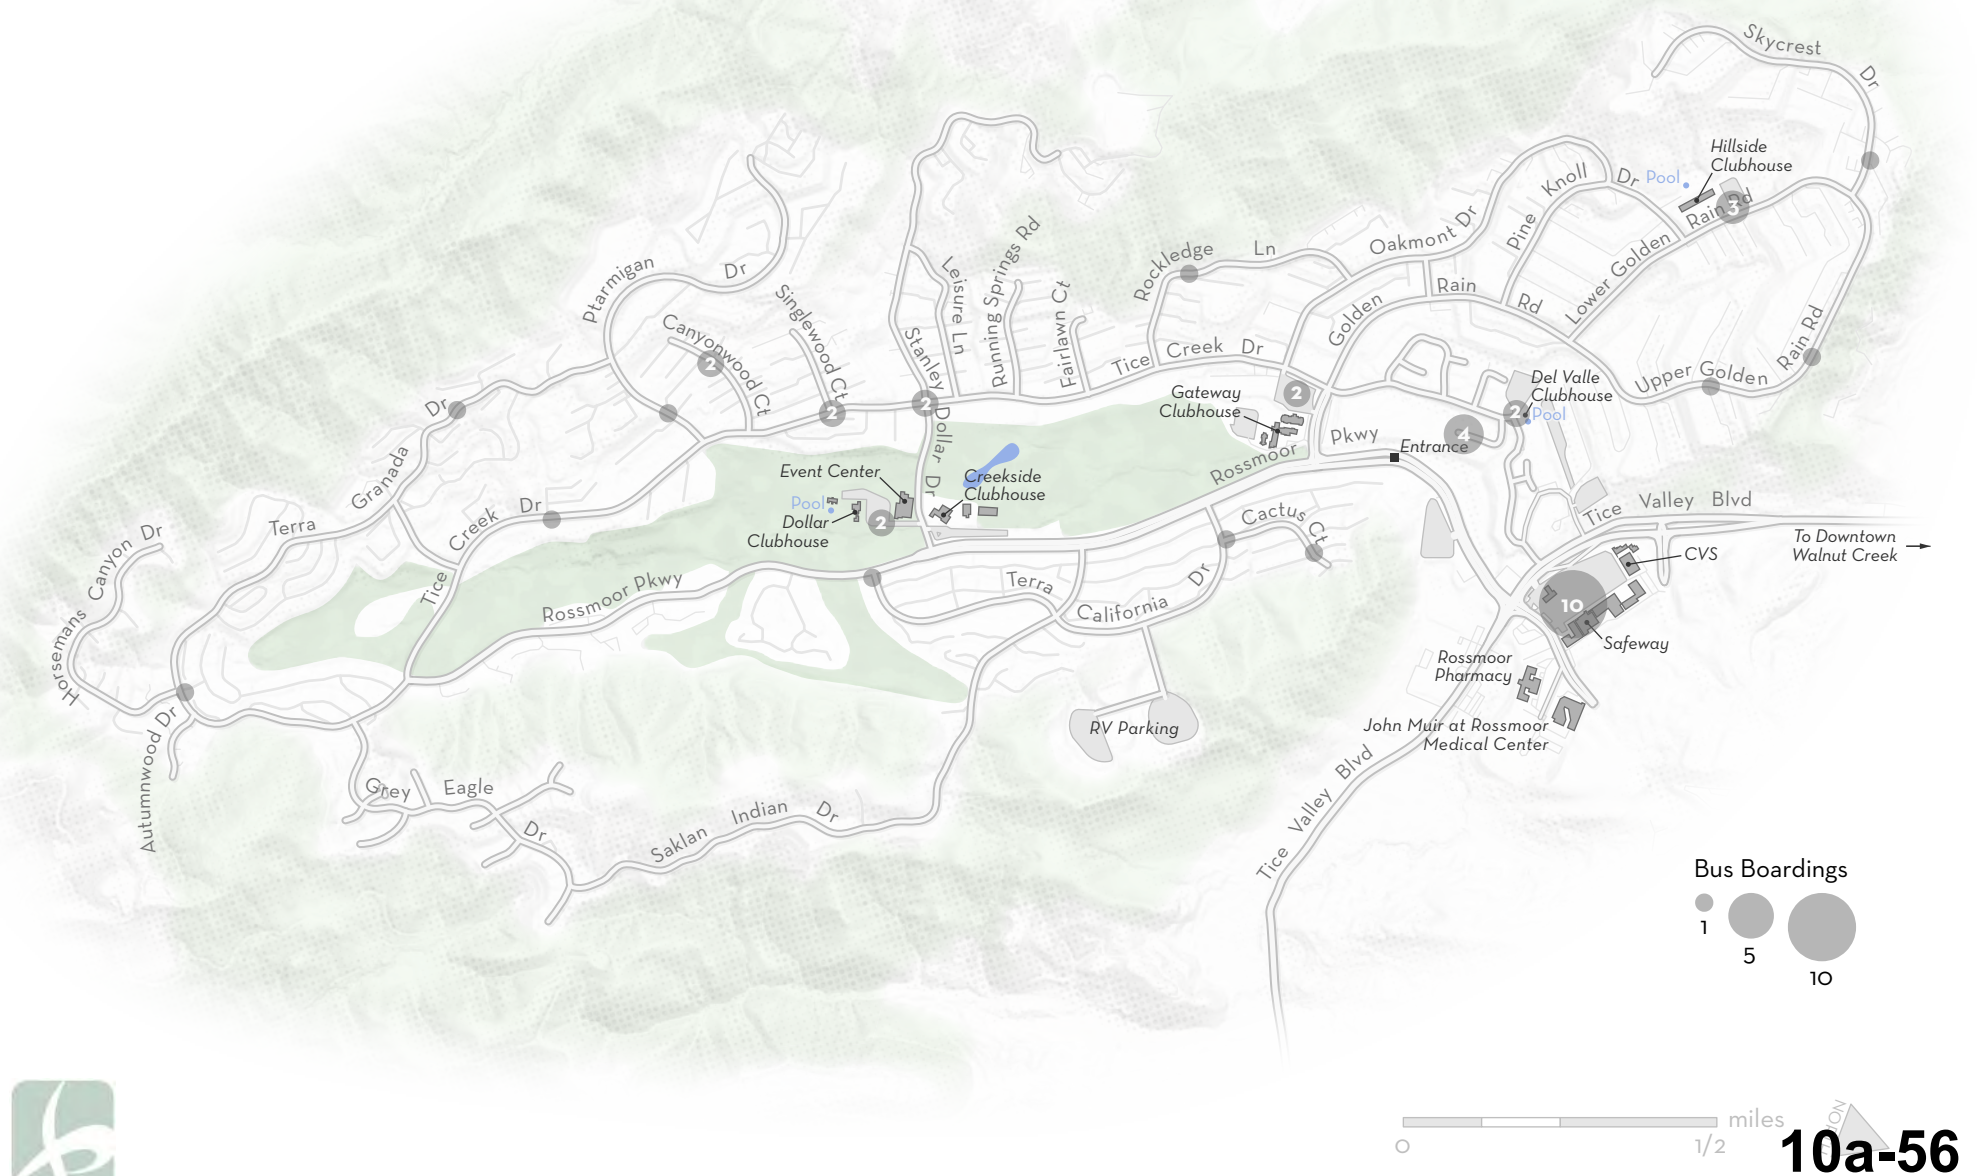 Skycrest
Dr
Hillside
Clubhouse
Pool
Knoll
Dr
Pine
Rain Rd
3
Lower Golden
Oakmont Dr
Rockledge
Ln
Golden
Rain
Rd
Upper Golden
Rain Rd
Running Springs Rd
Leisure Ln
Fairlawn Ct
Stanley
Dollar
Dr
Ptarmigan
Dr
Singlewood Ct
Canyonwood Ct
2
2
2
Tice
Creek
Dr
Gateway
Clubhouse
2
Del Valle
Clubhouse
2
Pool
4
Entrance
Rossmoor
Pkwy
Granada
Dr
Terra
Event Center
Pool
Dollar
Clubhouse
2
Creekside
Clubhouse
Tice
Creek
Dr
Horsemans
Canyon
Dr
Rossmoor Pkwy
Cactus
Ct
Terra
California
Dr
Tice
Valley
Blvd
To Downtown
Walnut Creek
CVS
10
Safeway
Rossmoor
Pharmacy
John Muir at Rossmoor
Medical Center
RV Parking
Autumnwood Dr
Grey
Eagle
Dr
Saklan
Indian
Dr
Tice
Valley
Blvd
Bus Boardings
1
5
10
0
1/2
miles
10a-56